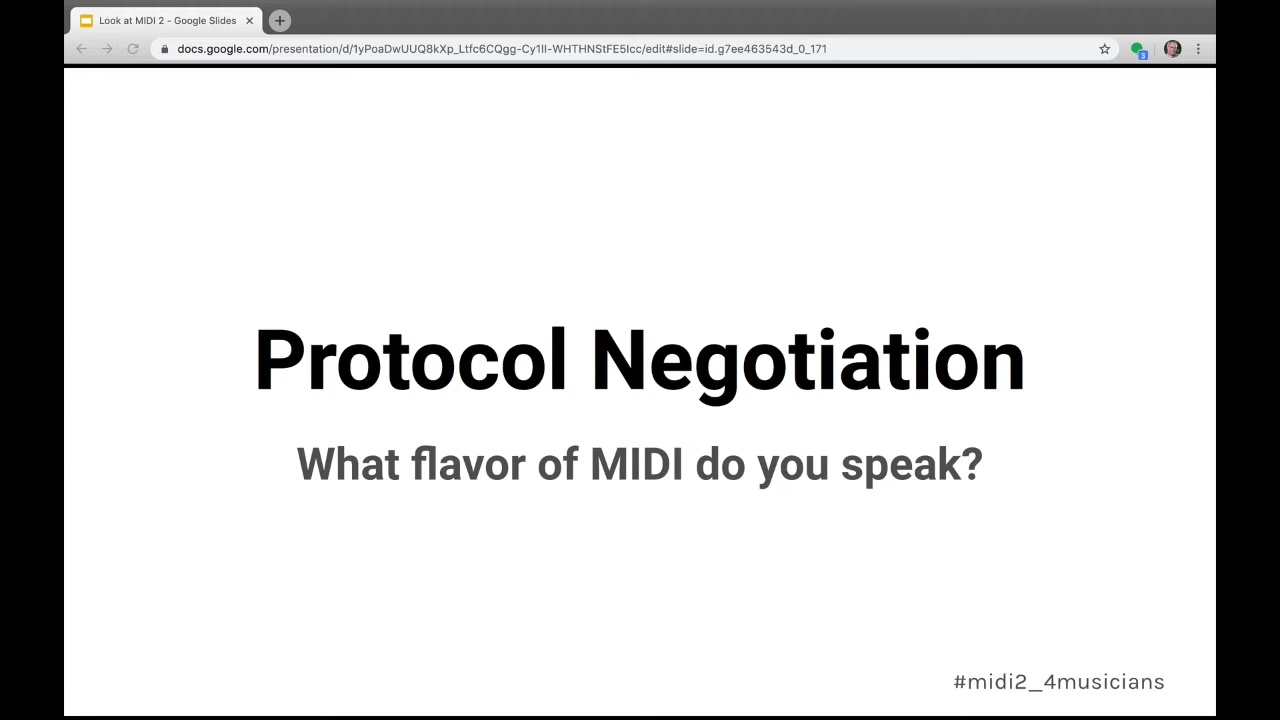 Look at MIDI 2 - Google Slides
docs.google.com/presentation/d/1yPoaDwUUQ8kXp_Ltfc6CQgg-Cy1lI-WHTHNStFE5Icc/edit#slide=id.g7ee463543d_0_171
3
Protocol Negotiation
What flavor of MIDI do you speak?
#midi2_4musicians